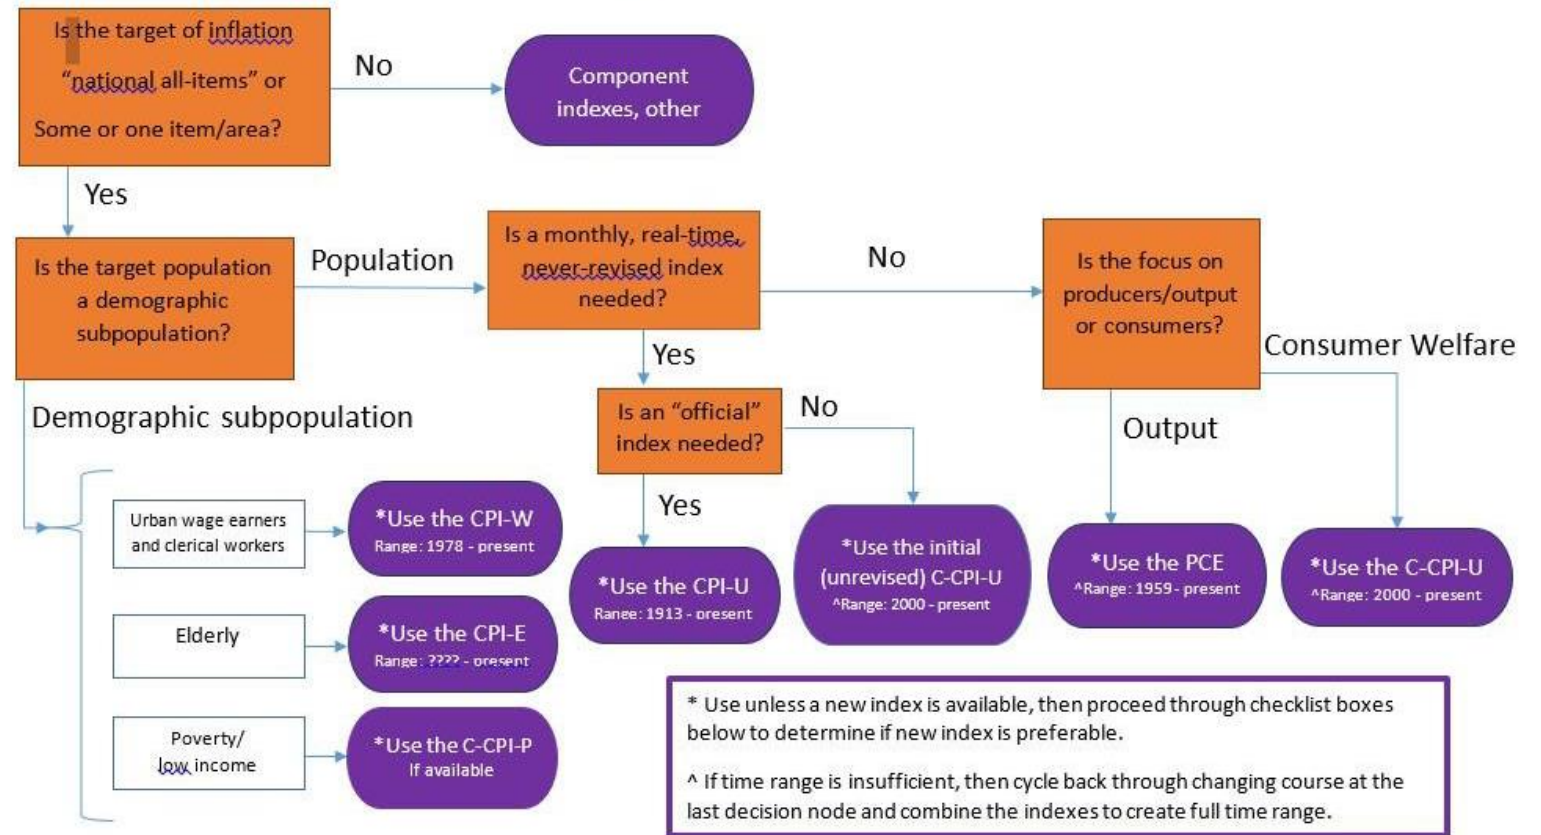 Is the target of inflation
“national all-items” or
Some or one item/area?
No
Component
indexes, other
Yes
Is the target population
a demographic
subpopulation?
Population
Is a monthly, real-time,
never-revised index
needed?
No
Is the focus on
producers/output
or consumers?
Consumer Welfare
Yes
Demographic subpopulation
Is an “official”
index needed?
No
Output
Yes
Urban wage earners
and clerical workers
*Use the CPI-W
Range: 1978 - present
*Use the CPI-U
Range: 1913 - present
*Use the initial
(unrevised) C-CPI-U
^Range: 2000 - present
*Use the PCE
^Range: 1959- present
*Use the C-CPI-U
^Range: 2000 - present
Elderly
*Use the CPI-E
Range: ???? - present
Poverty/
low income
*Use the C-CPI-P
If available
* Use unless a new index is available, then proceed through checklist boxes
below to determine if new index is preferable.
^ If time range is insufficient, then cycle back through changing course at the
last decision node and combine the indexes to create full time range.